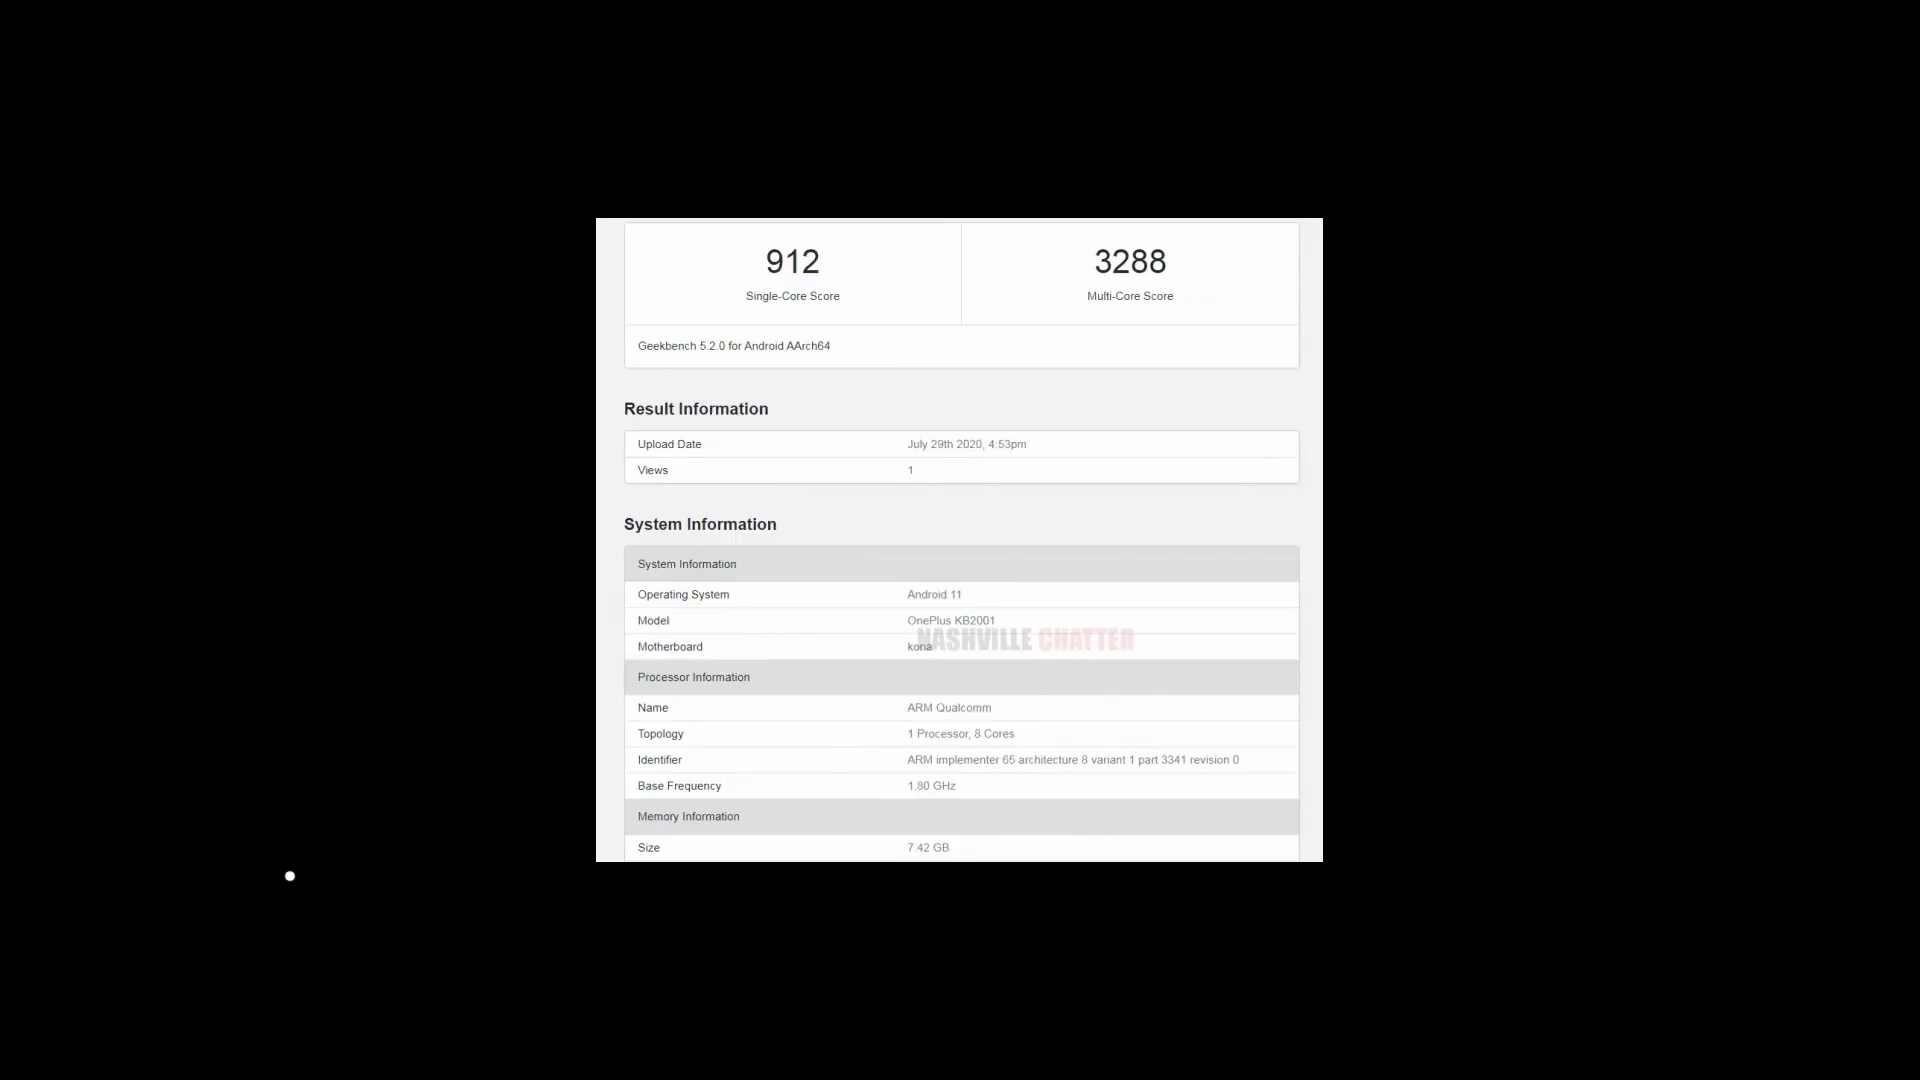 912 3288
Single-Core Score Multi-Core Score
Geekbench 5.2.0 for Android AArch64
Result Information
Upload Date July 29th 2020, 4:53pm
Views 1
System Information
System Information
Operating System Android 11
Model OnePlus KB2001
NASHVILLE CHATTER
Motherboard kona
Processor Information
Name ARM Qualcomm
Topology 1 Processor, 8 Cores
Identifier ARM implementer 65 architecture 8 variant 1 part 3341 revision 0
Base Frequency 1.80 GHz
Memory Information
Size 7.42 GB